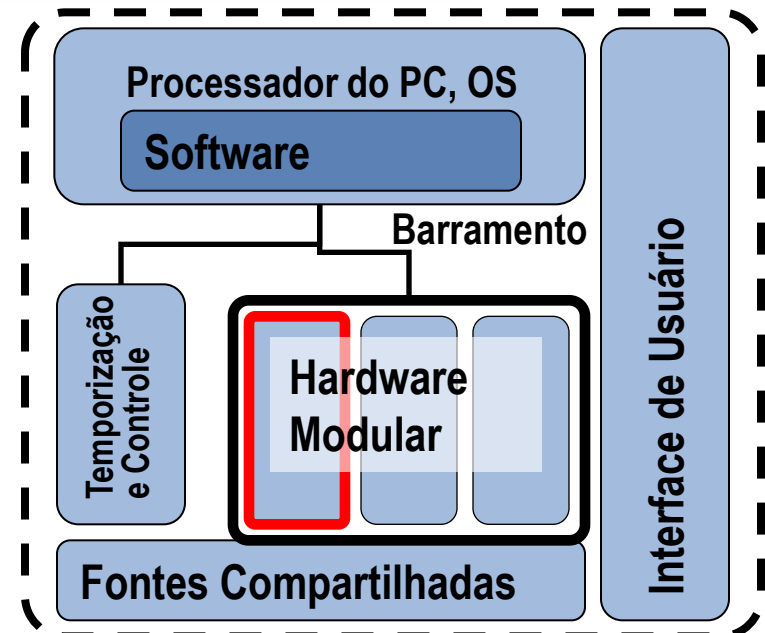 Processador do PC, OS
Software
Barramento
Temporização
e Controle
Hardware
Modular
Fontes Compartilhadas
Interface de Usuário